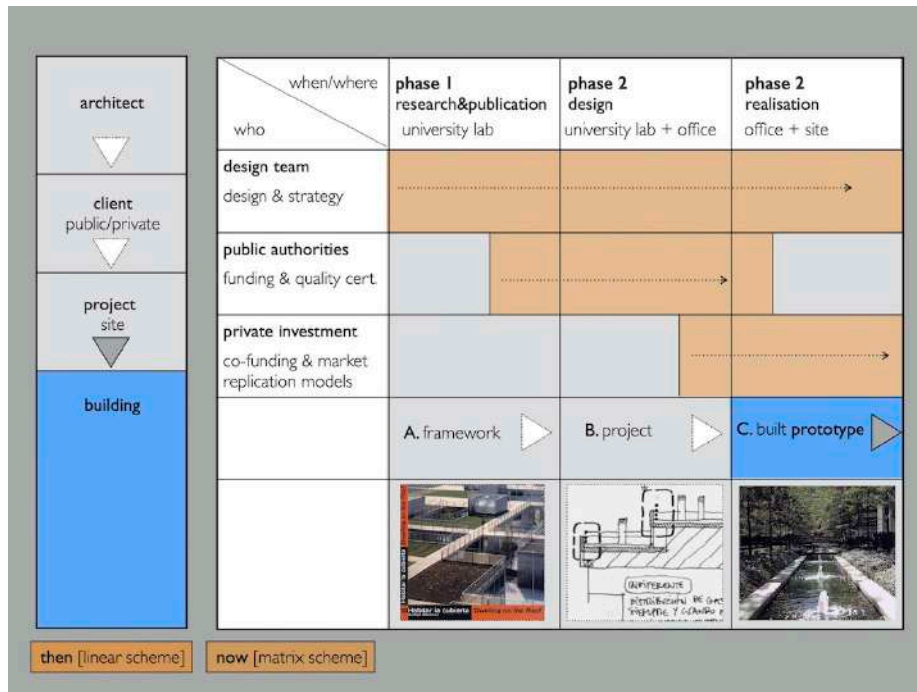 architect
client
public/private
project
site
building
when/where
who
phase 1
research&publication
university lab
phase 2
design
university lab + office
phase 2
realisation
office + site
design team
design & strategy
public authorities
funding & quality cert.
private investment
co-funding & market
replication models
A. framework
B. project
C. built prototype
Habitar la cubierta
Dwelling on the Roof
INDIFERENTE
then [linear scheme]
now [matrix scheme]